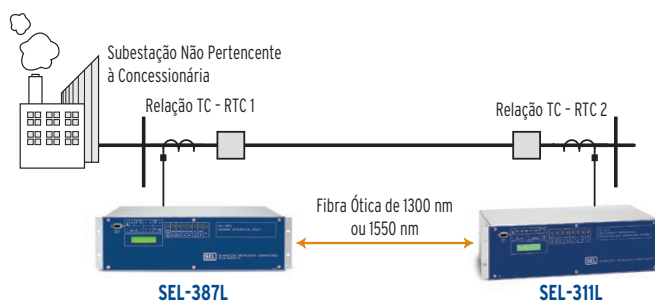 Subestação Não Pertencente
à Concessionária
Relação TC - RTC 1
Relação TC - RTC 2
Fibra Ótica de 1300 nm
ou 1550 nm
SEL
SEL-387L
SEL-311L